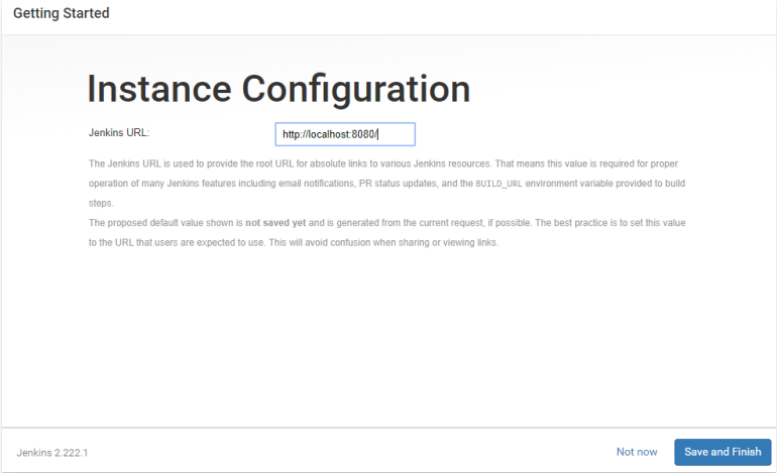 Getting Started
Instance Configuration
Jenkins URL:
http://localhost:8080/
The Jenkins URL is used to provide the root URL for absolute links to various Jenkins resources. That means this value is required for proper
operation of many Jenkins features including email notifications, PR status updates, and the BUILD_URL environment variable provided to build
steps.
The proposed default value shown is not saved yet and is generated from the current request, if possible. The best practice is to set this value
to the URL that users are expected to use. This will avoid confusion when sharing or viewing links.
Jenkins 2.222.1
Not now
Save and Finish